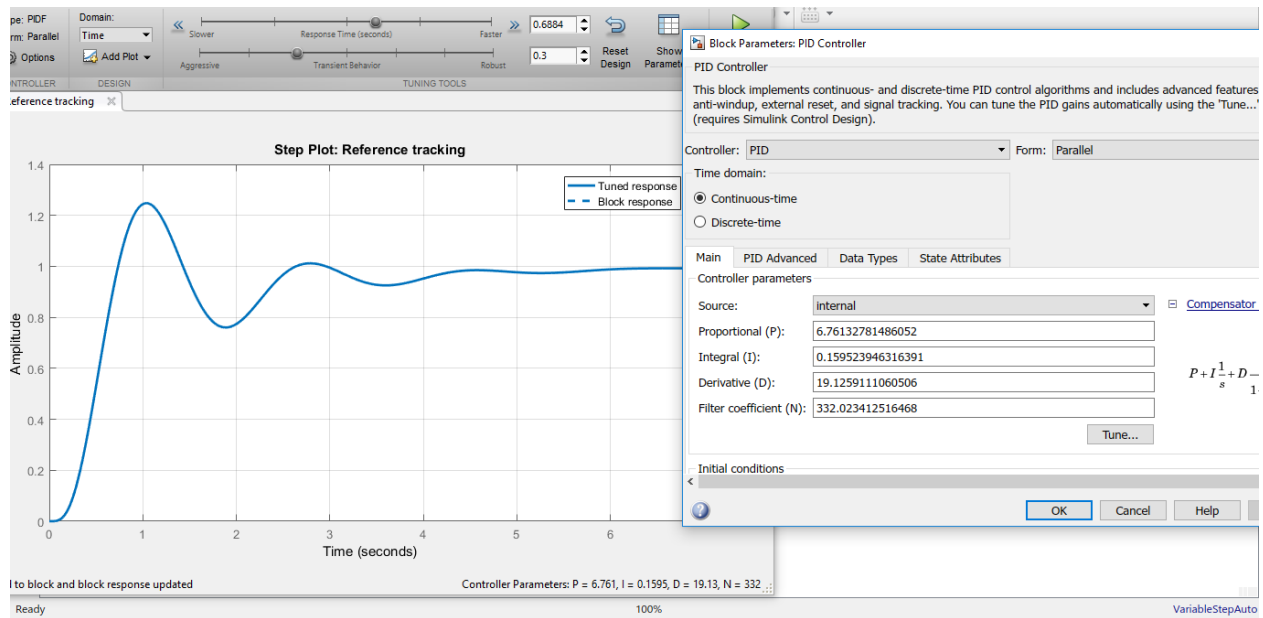 pe: PIDF
Domain:
rm: Parallel
Time
Options
Add Plot
Slower
Response Time (seconds)
Faster
0.6884
Aggressive
Transient Behavior
Robust
0.3
Reset
Design
Show
Paramet
NTROLLER
DESIGN
TUNING TOOLS
eference tracking
Step Plot: Reference tracking
Tuned response
Block response
1.4
1.2
1
0.8
0.6
0.4
0.2
0
Amplitude
0 1 2 3 4 5 6
Time (seconds)
l to block and block response updated
Controller Parameters: P = 6.761, I = 0.1595, D = 19.13, N = 332
Block Parameters: PID Controller
PID Controller
This block implements continuous- and discrete-time PID control algorithms and includes advanced features
anti-windup, external reset, and signal tracking. You can tune the PID gains automatically using the 'Tune...'
(requires Simulink Control Design).
Controller: PID
Form: Parallel
Time domain:
Continuous-time
Discrete-time
Main PID Advanced Data Types State Attributes
Controller parameters
Source: internal
Compensator
Proportional (P): 6.76132781486052
Integral (I): 0.159523946316391
Derivative (D): 19.1259111060506
Filter coefficient (N): 332.023412516468
P+I 1/s + D
1
Tune...
Initial conditions
OK Cancel Help
Ready
100%
VariableStepAuto